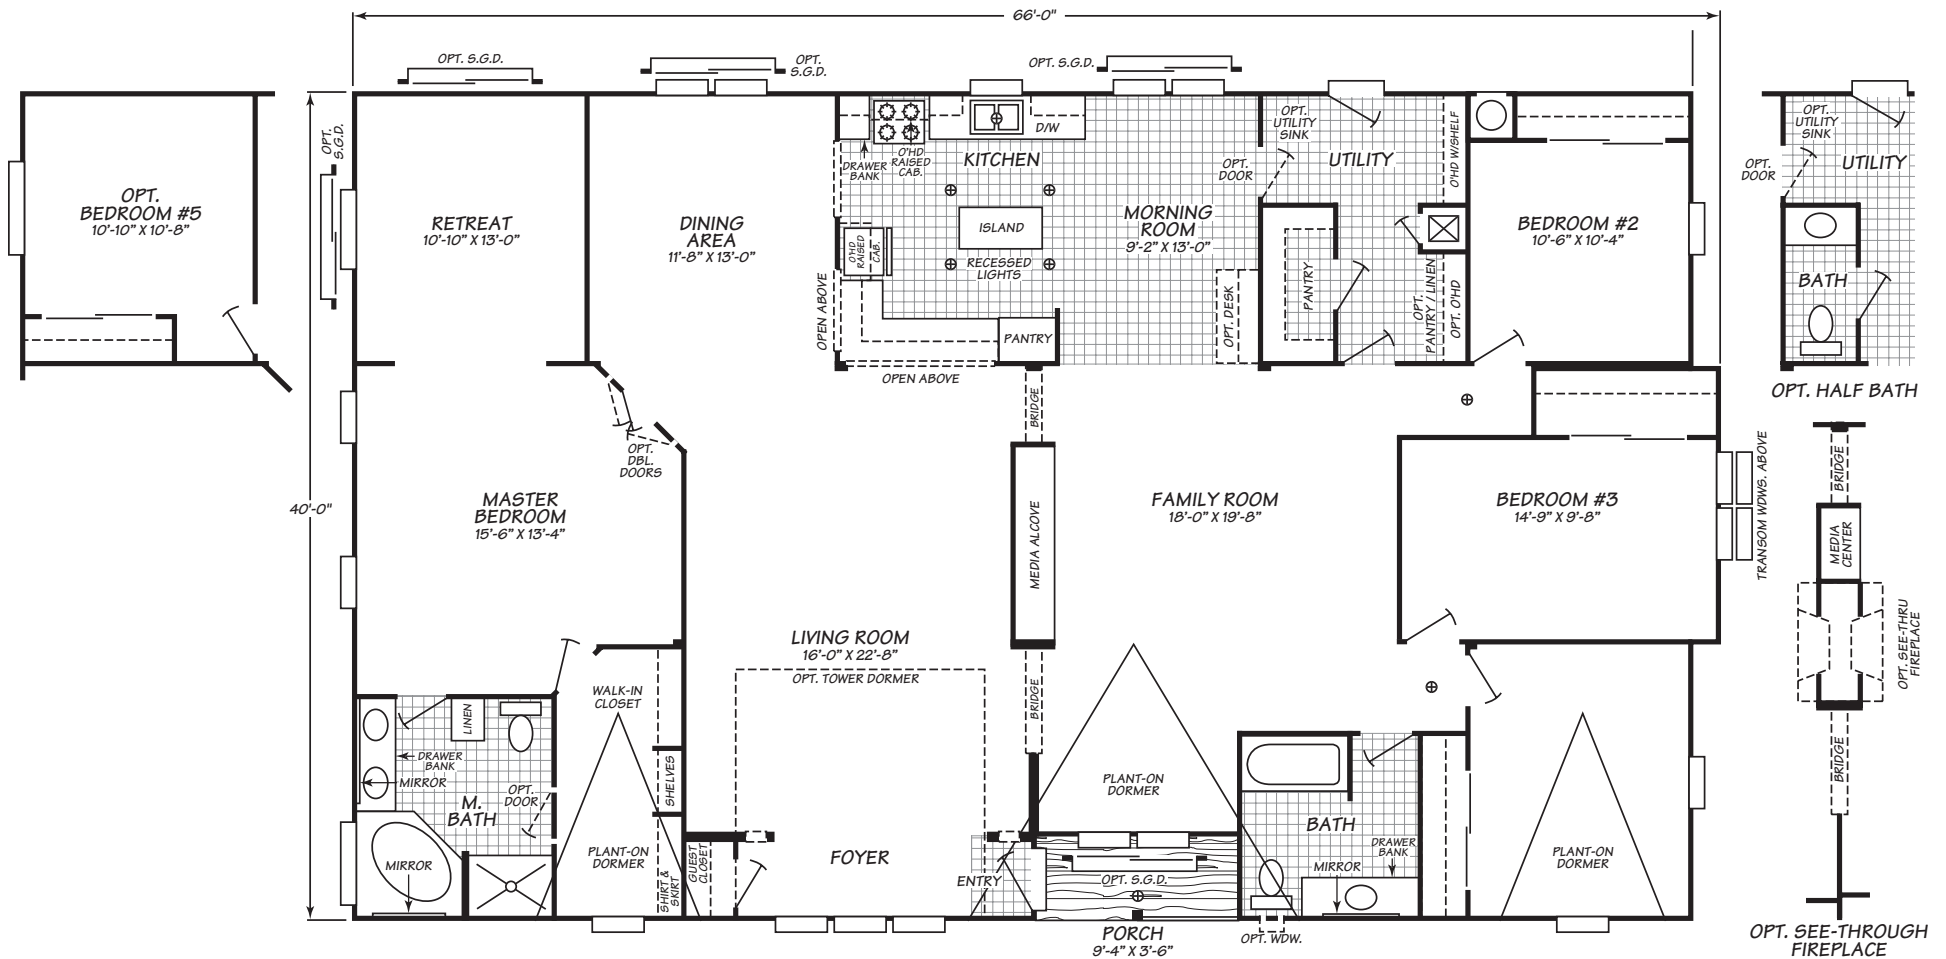 66'-0"
OPT. S.G.D.
OPT.
S.G.D.
OPT. S.G.D.
OPT.
S.G.D.
OPT.
BEDROOM #5
10'-10" X 10'-8"
RETREAT
10'-10" X 13'-0"
DINING
AREA
11'-8" X 13'-0"
DRAWER
BANK
O'HD
RAISED
CAB.
D/W
KITCHEN
ISLAND
RECESSED
LIGHTS
O'HD
RAISED
CAB.
OPEN ABOVE
PANTRY
OPEN ABOVE
MORNING
ROOM
9'-2" X 13'-0"
OPT. DESK
OPT.
DOOR
OPT.
UTILITY
SINK
UTILITY
O'HD W/SHELF
PANTRY
OPT.
PANTRY / LINEN
OPT. O'HD
BEDROOM #2
10'-6" X 10'-4"
OPT.
UTILITY
SINK
OPT.
DOOR
UTILITY
BATH
OPT. HALF BATH
40'-0"
OPT.
DBL.
DOORS
MASTER
BEDROOM
15'-6" X 13'-4"
BRIDGE
MEDIA ALCOVE
BRIDGE
FAMILY ROOM
18'-0" X 19'-8"
BEDROOM #3
14'-9" X 9'-8"
TRANSOM WDWS. ABOVE
BRIDGE
MEDIA
CENTER
OPT. SEE-THRU
FIREPLACE
BRIDGE
OPT. SEE-THROUGH
FIREPLACE
LIVING ROOM
16'-0" X 22'-8"
OPT. TOWER DORMER
WALK-IN
CLOSET
LINEN
DRAWER
BANK
MIRROR
M.
BATH
OPT.
DOOR
MIRROR
SHELVES
PLANT-ON
DORMER
SHIRT &
SKIRT
GUEST
CLOSET
FOYER
ENTRY
PLANT-ON
DORMER
OPT. S.G.D.
PORCH
9'-4" X 3'-6"
BATH
DRAWER
BANK
MIRROR
OPT. WDW.
PLANT-ON
DORMER